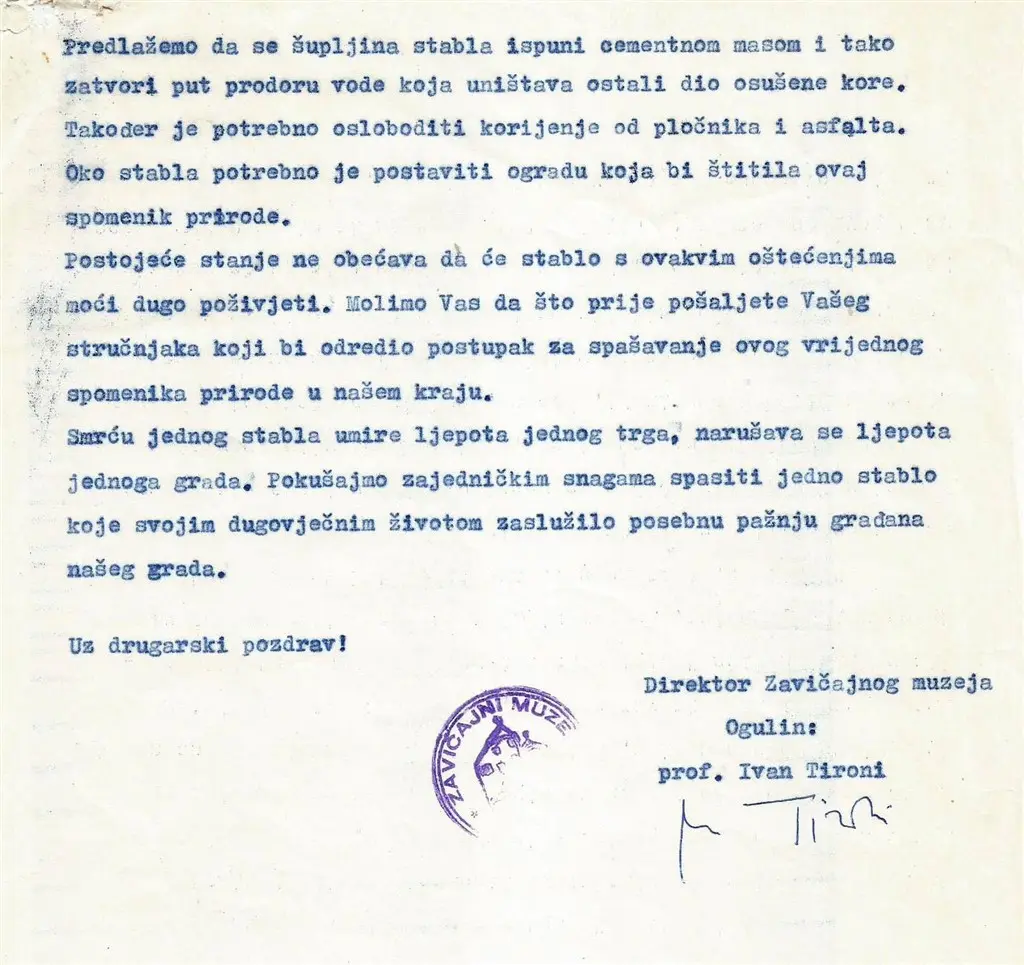 Predlažemo da se šupljina stabla ispuni cementnom masom i tako
zatvori put prodoru vode koja uništava ostali dio osušene kore.
Također je potrebno osloboditi korijenje od pločnika i asfalta.
Oko stabla potrebno je postaviti ogradu koja bi štitila ovaj
spomenik prirode.
Postojeće stanje ne obećava da će stablo s ovakvim oštećenjima
moći dugo poživjeti. Molimo Vas da što prije pošaljete Vašeg
stručnjaka koji bi odredio postupak za spašavanje ovog vrijednog
spomenika prirode u našem kraju.
Smrću jednog stabla umire ljepota jednog trga, narušava se ljepota
jednoga grada. Pokušajmo zajedničkim snagama spasiti jedno stablo
koje svojim dugovječnim životom zaslužilo posebnu pažnju građana
našeg grada.
Uz drugarski pozdrav!
Direktor Zavičajnog muzeja
Ogulin:
prof. Ivan Tironi
ZAVIČAJNI MUZE